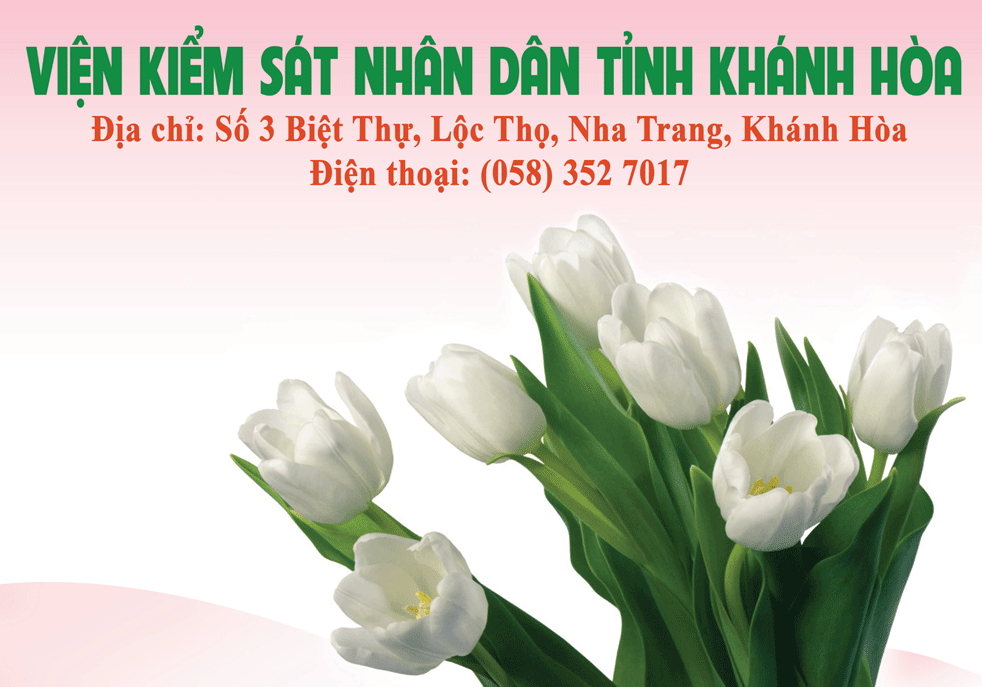 VIỆN KIỂM SÁT NHÂN DÂN TỈNH KHÁNH HÒA
Địa chỉ: Số 3 Biệt Thự, Lộc Thọ, Nha Trang, Khánh Hòa
Điện thoại: (058) 352 7017